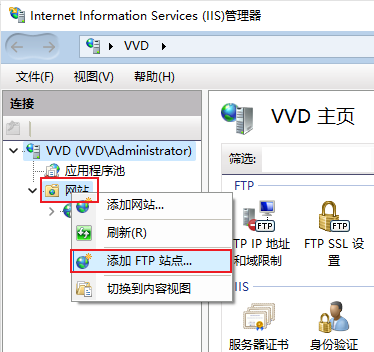 Internet Information Services (IIS)管理器
VVD
文件(F) 视图(V) 帮助(H)
连接
VVD (VVD\Administrator)
应用程序池
网站
添加网站...
刷新(R)
添加 FTP 站点...
切换到内容视图
VVD 主页
筛选:
FTP
FTP IP 地址
和域限制
FTP SSL 设
置
IIS
服务器证书
身份验证